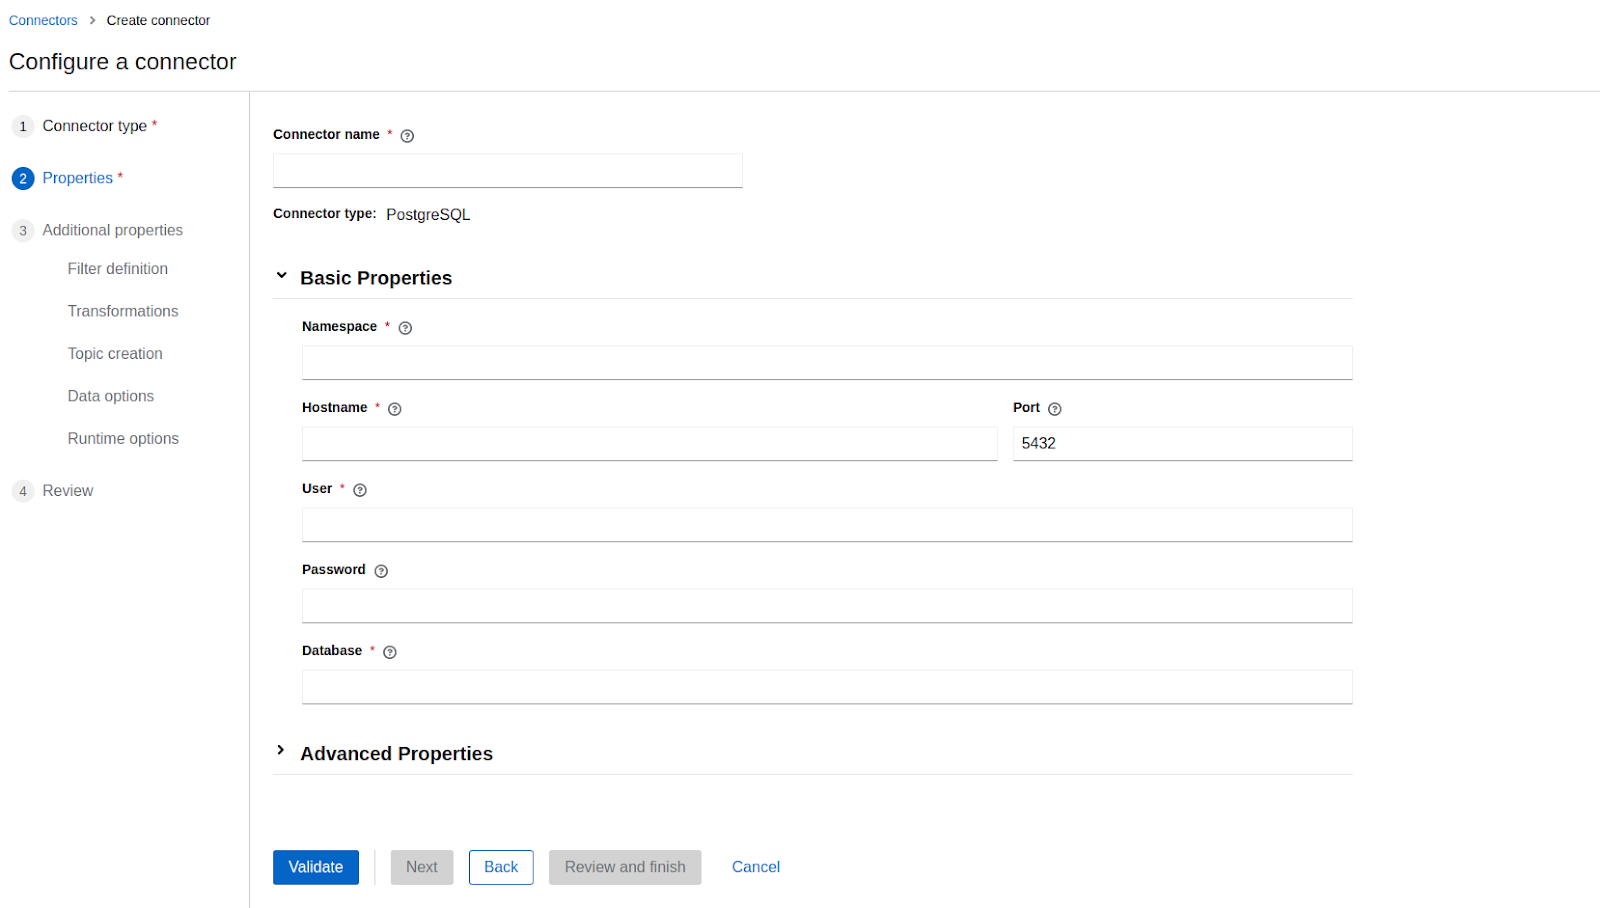 Connectors > Create connector
Configure a connector
1 Connector type *
2 Properties *
3 Additional properties
Filter definition
Transformations
Topic creation
Data options
Runtime options
4 Review
Connector name * ?
Connector type: PostgreSQL
Basic Properties
Namespace * ?
Hostname * ?
Port ?
5432
User * ?
Password ?
Database * ?
Advanced Properties
Validate Next Back Review and finish Cancel